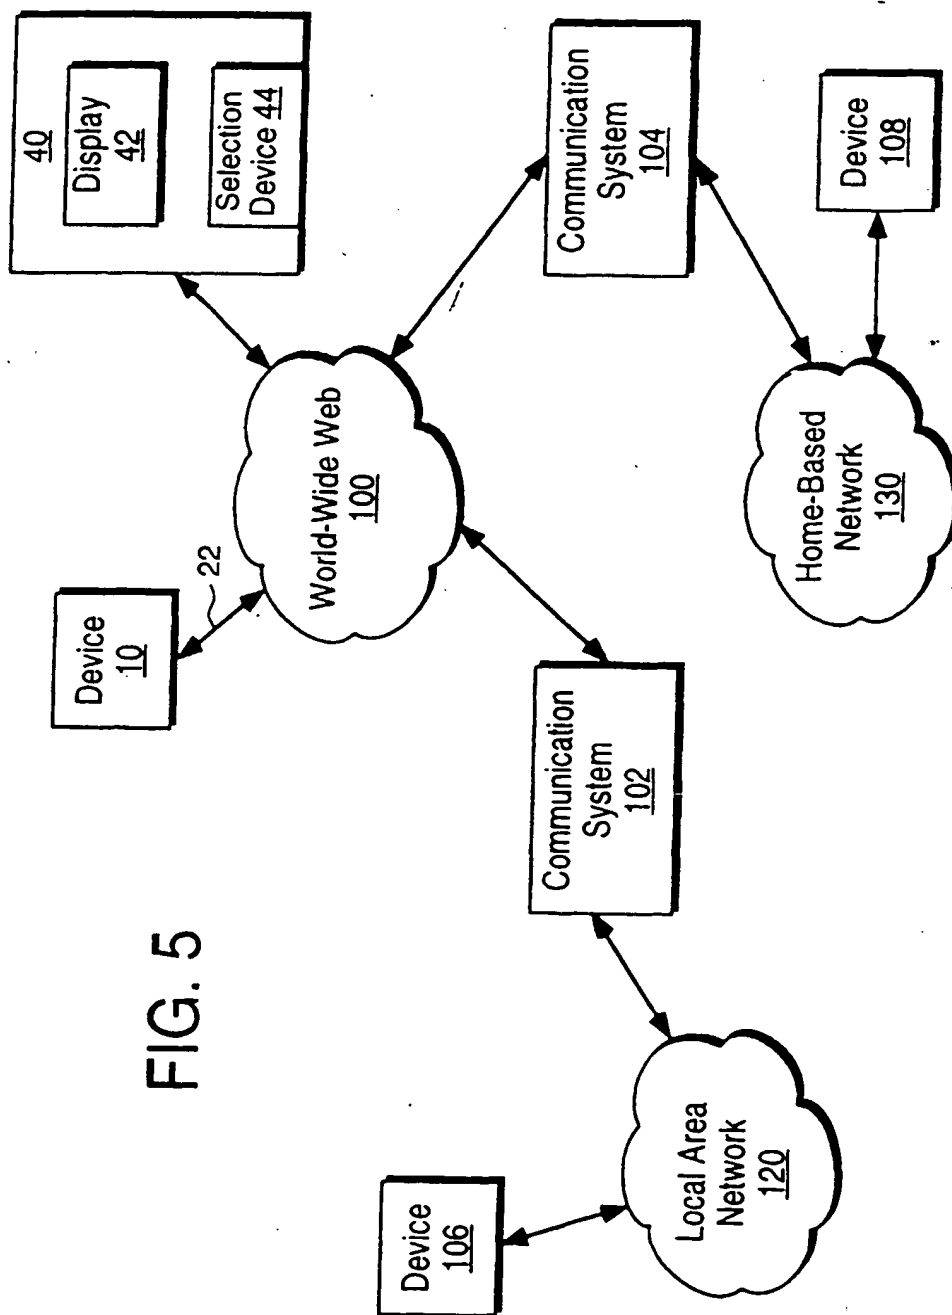 Device
10
22
40
Display
42
Selection
Device 44
World-Wide Web
100
Communication
System
104
Communication
System
102
Device
106
Local Area
Network
120
Home-Based
Network
130
Device
108
FIG. 5